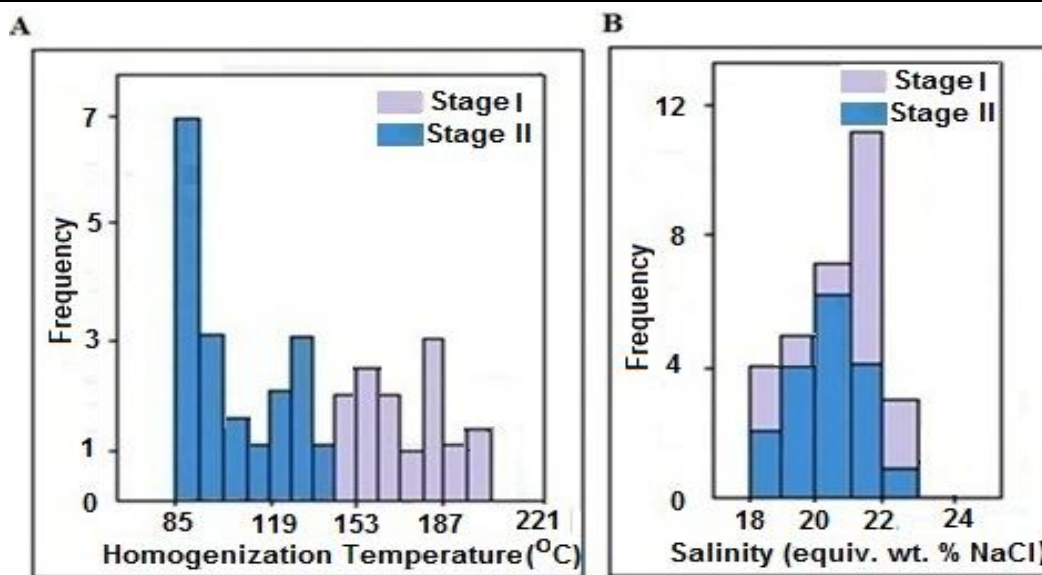 A
Stage I
Stage II
7
5
3
1
0
Frequency
85 119 153 187 221
Homogenization Temperature (OC)
B
Stage I
Stage II
12
8
4
0
Frequency
18 20 22 24
Salinity (equiv. wt. % NaCl)